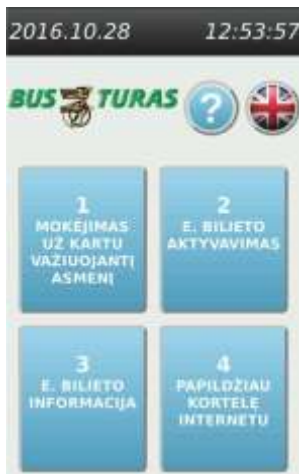 2016.10.28 12:53:57
BUS TURAS ?
1
MOKĖJIMAS
UŽ KARTU
VAŽIUOJANTĮ
ASMENĮ
2
E. BILIETO
AKTYVAVIMAS
3
E. BILIETO
INFORMACIJA
4
PAPILDŽIAU
KORTELĘ
INTERNETU